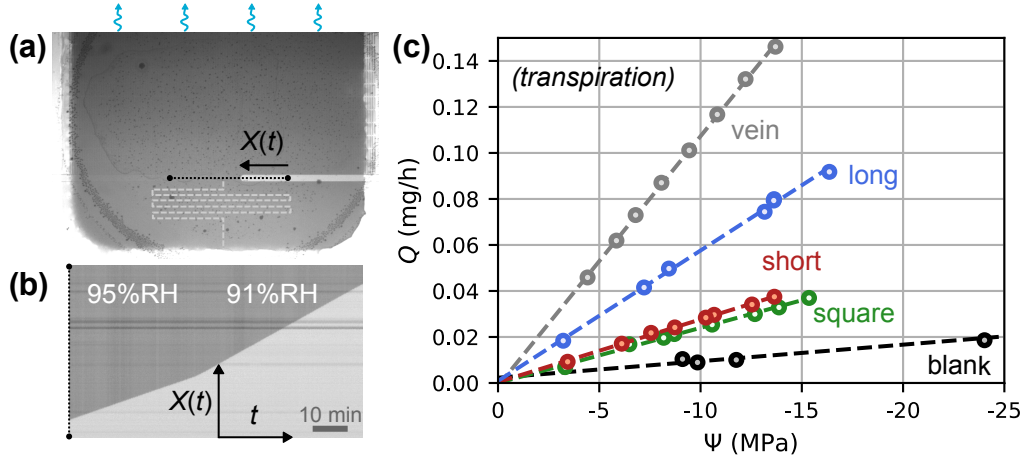 (a)
X(t)
(b)
95%RH 91%RH
X(t)
t
10 min
(c)
Q (mg/h)
0.14
0.12
0.10
0.08
0.06
0.04
0.02
0.00
(transpiration)
vein
long
short
square
blank
0 -5 -10 -15 -20 -25
Ψ (MPa)